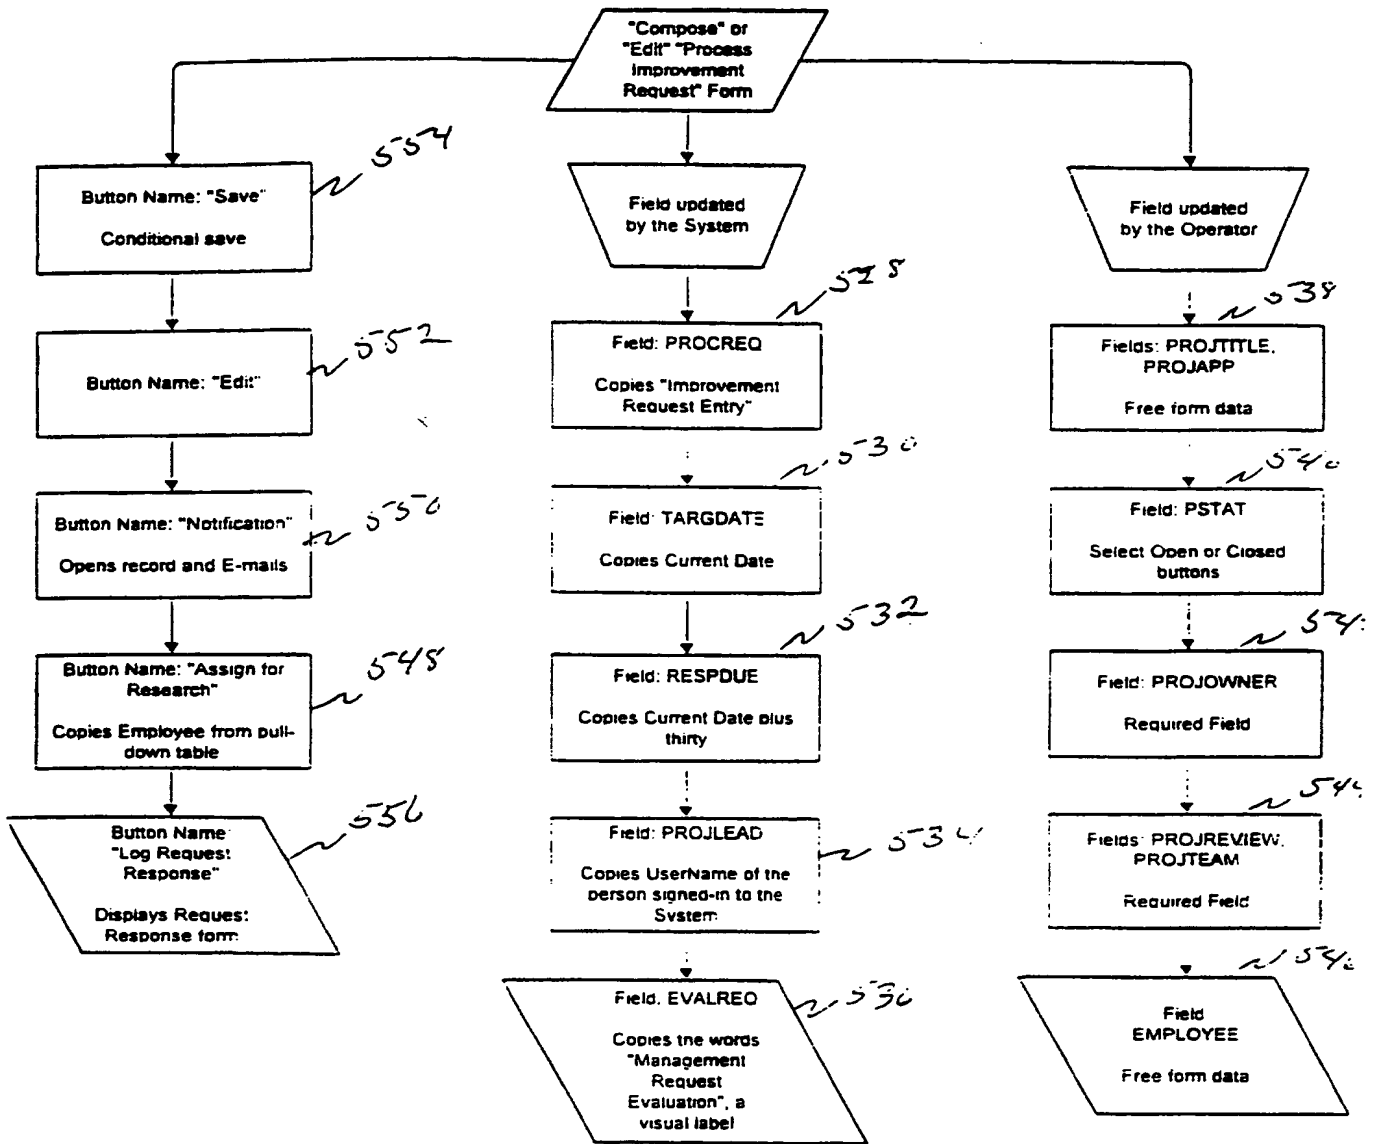 "Compose" or
"Edit" "Process
Improvement
Request" Form
Button Name: "Save"
Conditional save
554
Button Name: "Edit"
552
Button Name: "Notification"
Opens record and E-mails
550
Button Name: "Assign for
Research"
Copies Employee from pull-
down table
548
Button Name:
"Log Request
Response"
Displays Request
Response form
556
Field updated
by the System
Field: PROCREQ
Copies "Improvement
Request Entry"
528
Field: TARGDATE
Copies Current Date
530
Field: RESPDUE
Copies Current Date plus
thirty
532
Field: PROJLEAD
Copies UserName of the
person signed-in to the
System
534
Field: EVALREQ
Copies the words
"Management
Request
Evaluation", a
visual label
536
Field updated
by the Operator
Fields: PROJTITLE,
PROJAPP
Free form data
538
Field: PSTAT
Select Open or Closed
buttons
540
Field: PROJOWNER
Required Field
Fields: PROJREVIEW,
PROJTEAM
Required Field
Field
EMPLOYEE
Free form data